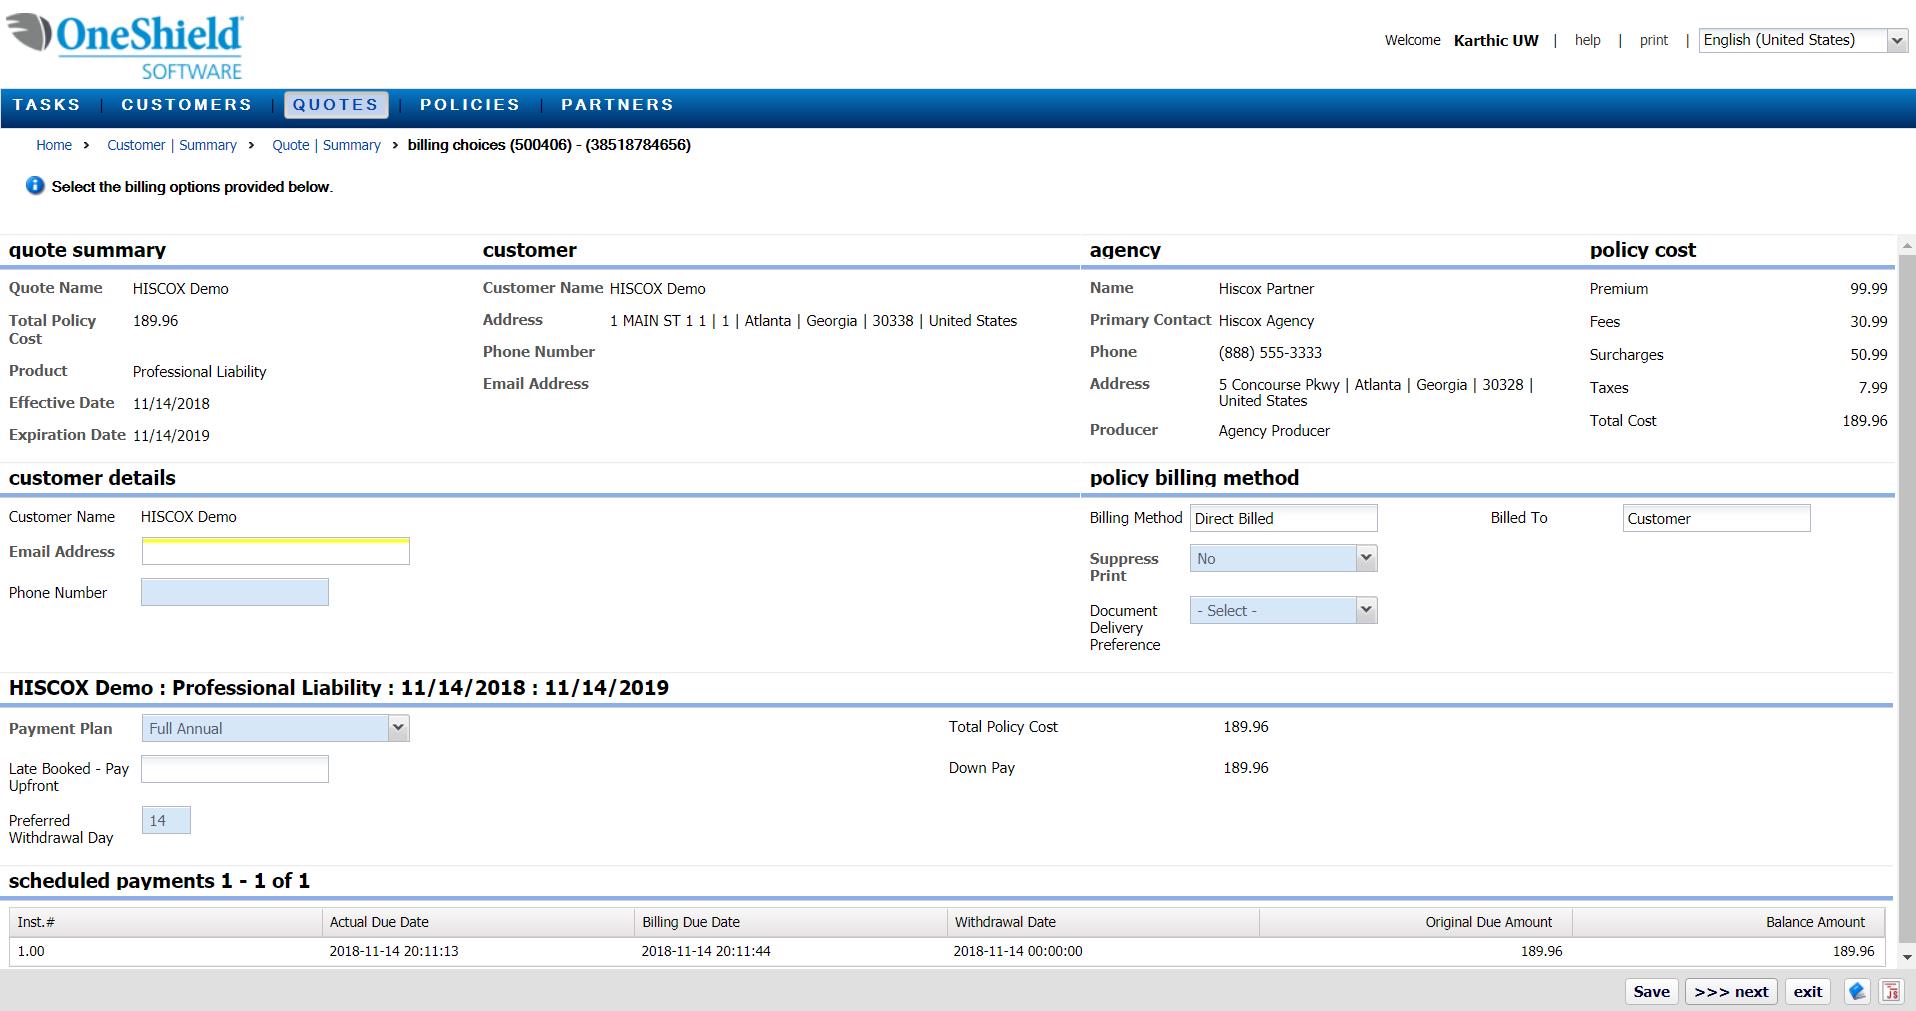 OneShield
SOFTWARE
Welcome Karthic UW | help | print | English (United States)
TASKS | CUSTOMERS | QUOTES | POLICIES | PARTNERS
Home › Customer | Summary › Quote | Summary › billing choices (500406) - (38518784656)
Select the billing options provided below.
quote summary
Quote Name HISCOX Demo
Total Policy Cost 189.96
Product Professional Liability
Effective Date 11/14/2018
Expiration Date 11/14/2019
customer
Customer Name HISCOX Demo
Address 1 MAIN ST 1 1 | 1 | Atlanta | Georgia | 30338 | United States
Phone Number
Email Address
agency
Name Hiscox Partner
Primary Contact Hiscox Agency
Phone (888) 555-3333
Address 5 Concourse Pkwy | Atlanta | Georgia | 30328 |
United States
Producer Agency Producer
policy cost
Premium 99.99
Fees 30.99
Surcharges 50.99
Taxes 7.99
Total Cost 189.96
customer details
Customer Name HISCOX Demo
Email Address
Phone Number
policy billing method
Billing Method Direct Billed Billed To Customer
Suppress Print No
Document Delivery Preference - Select -
HISCOX Demo : Professional Liability : 11/14/2018 : 11/14/2019
Payment Plan Full Annual Total Policy Cost 189.96
Late Booked - Pay Upfront Down Pay 189.96
Preferred Withdrawal Day 14
scheduled payments 1 - 1 of 1
Inst.# Actual Due Date Billing Due Date Withdrawal Date Original Due Amount Balance Amount
1.00 2018-11-14 20:11:13 2018-11-14 20:11:44 2018-11-14 00:00:00 189.96 189.96
Save >>> next exit JS